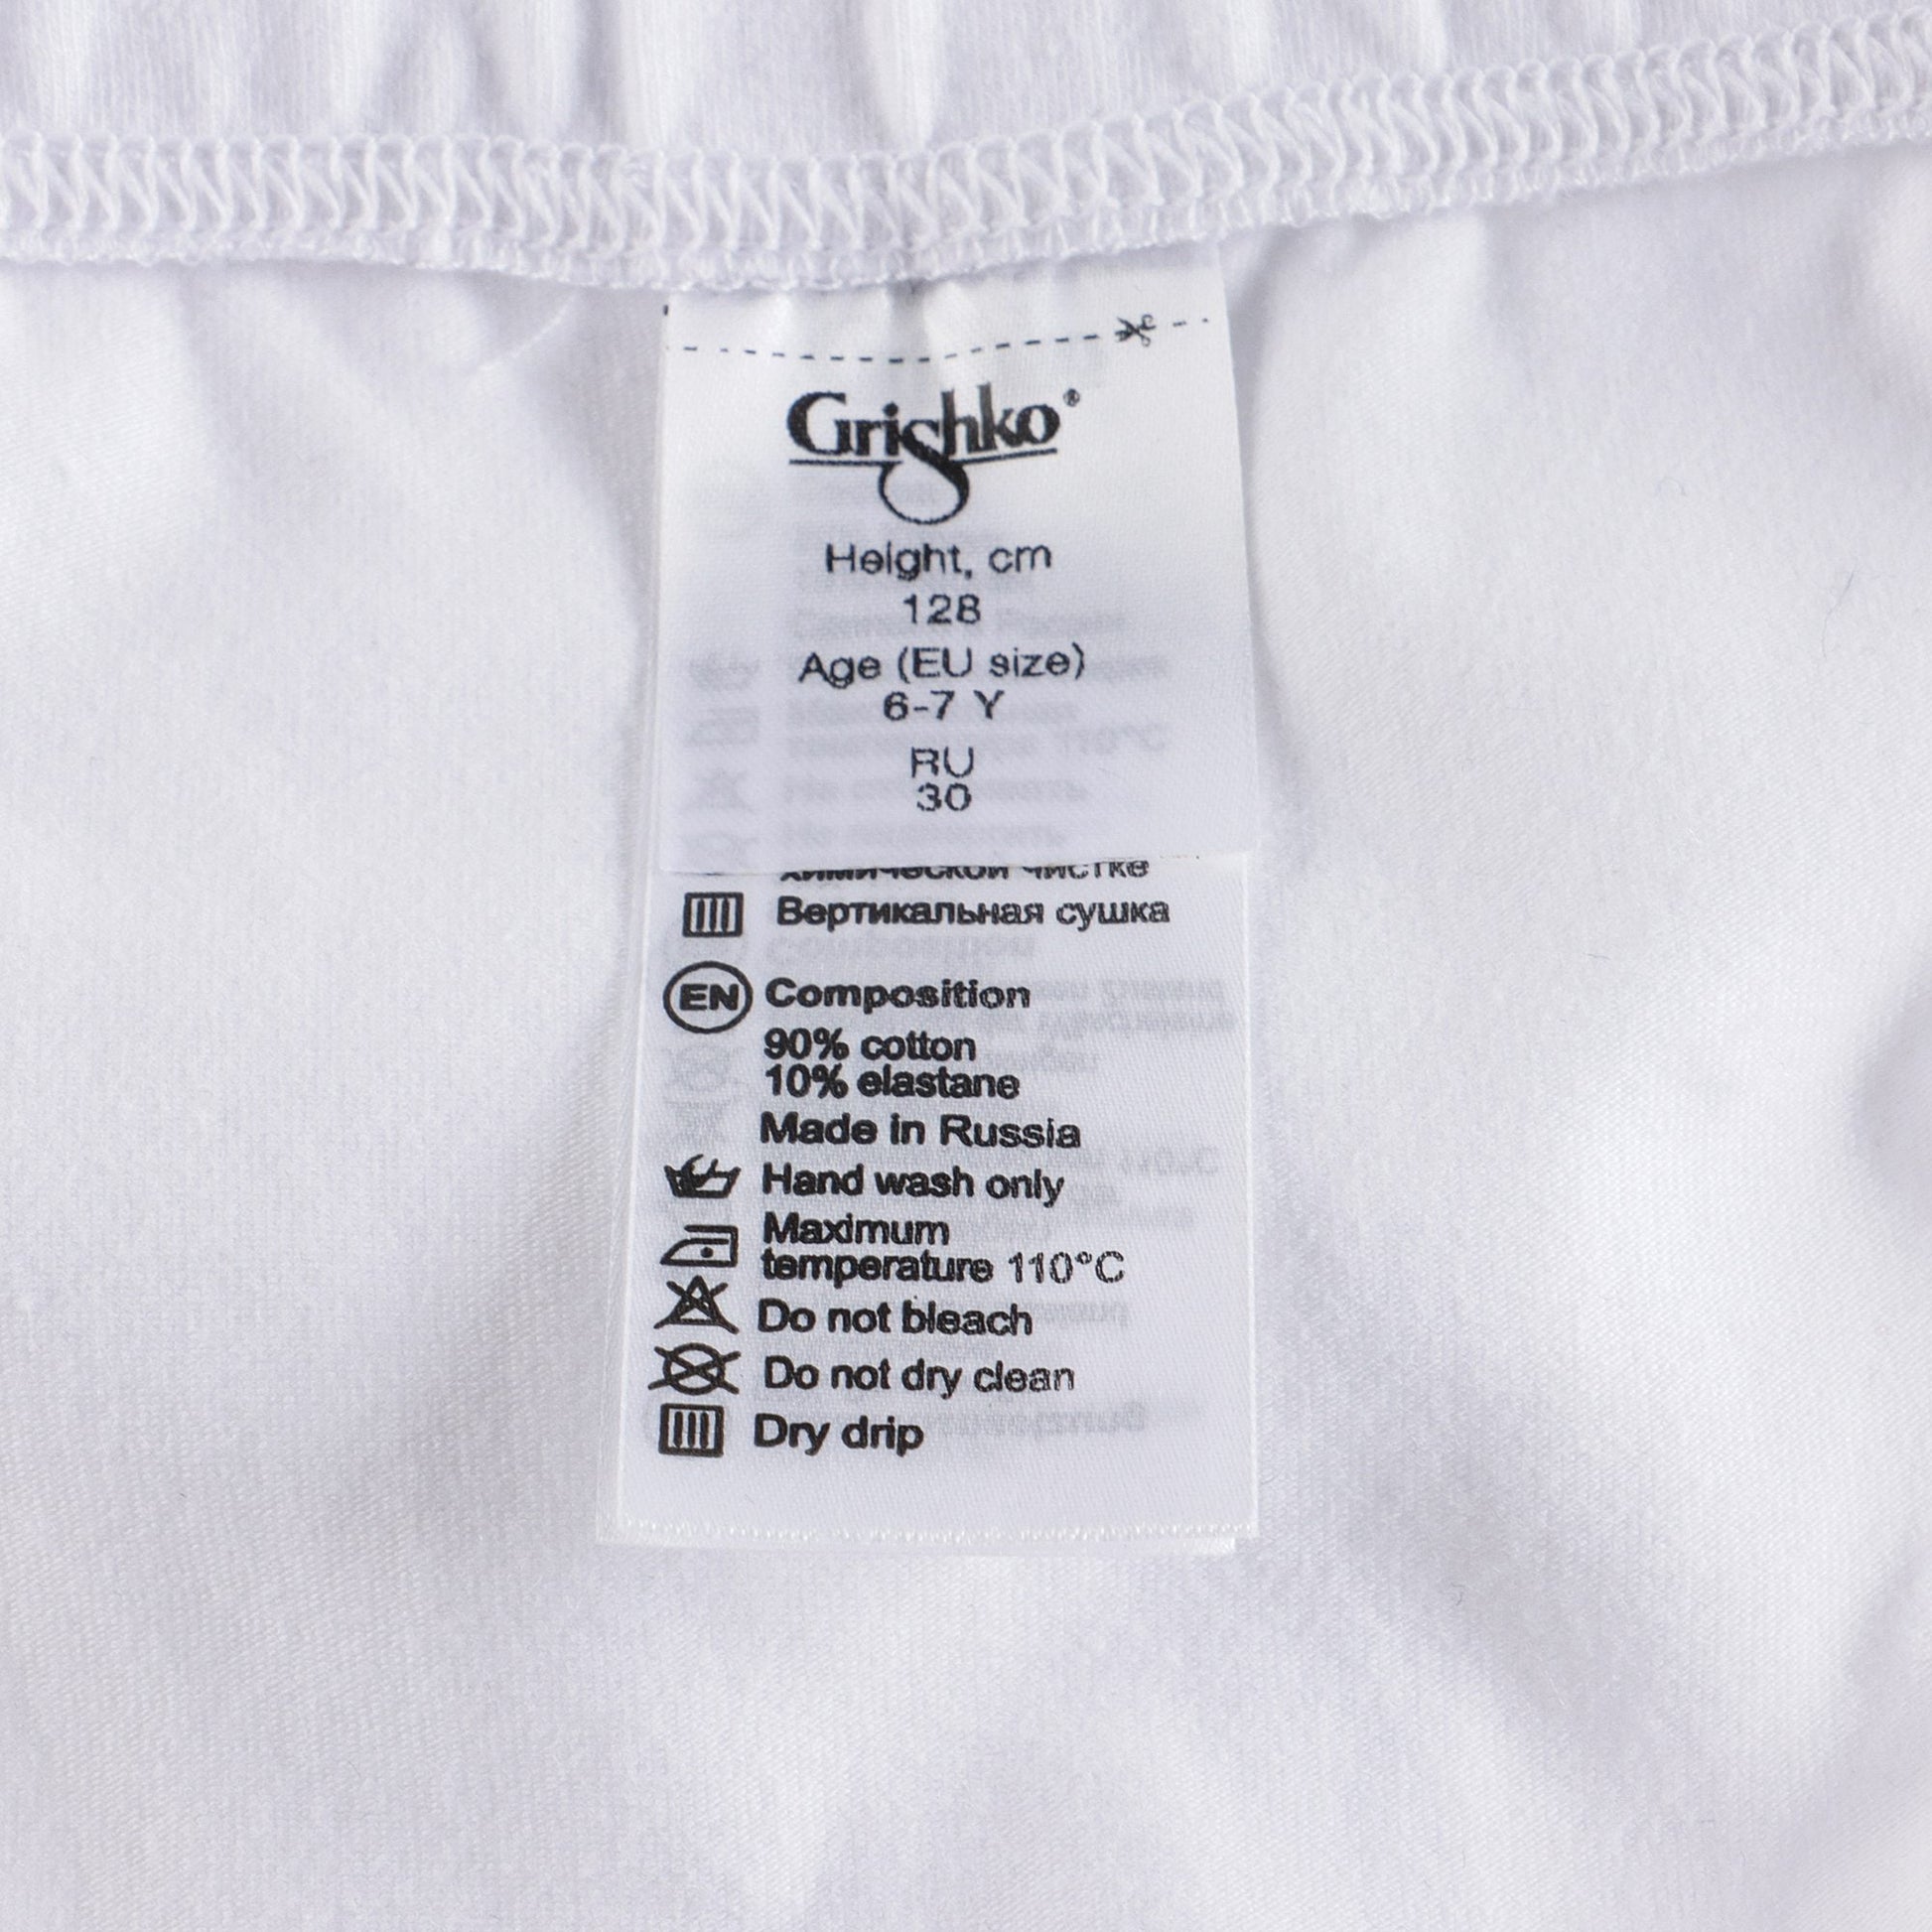 Grishko®
Height, cm
128
Age (EU size)
6-7 Y
RU
30
химической чистке
Вертикальная сушка
EN Composition
90% cotton
10% elastane
Made in Russia
Hand wash only
Maximum
temperature 110°C
Do not bleach
Do not dry clean
Dry drip